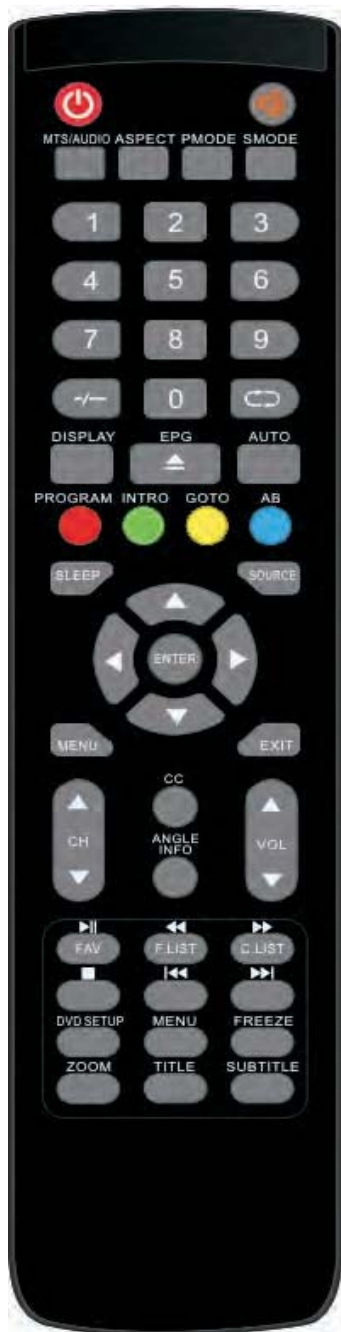 MTS/AUDIO ASPECT PMODE SMODE
1 2 3
4 5 6
7 8 9
-/-- 0
DISPLAY EPG AUTO
PROGRAM INTRO GOTO AB
SLEEP SOURCE
ENTER
MENU EXIT
CC
CH ANGLE VOL
INFO
FAV F.LIST C.LIST
DVD SETUP MENU FREEZE
ZOOM TITLE SUBTITLE